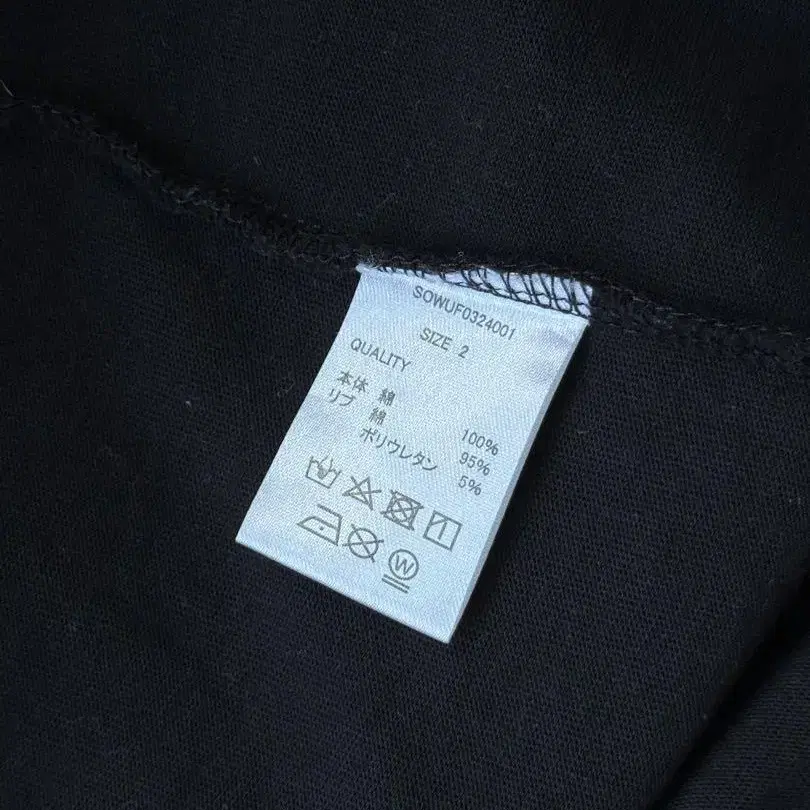 SOWUF0324001
SIZE 2
QUALITY
本体 綿 100%
リブ 綿 95%
ポリウレタン 5%
W